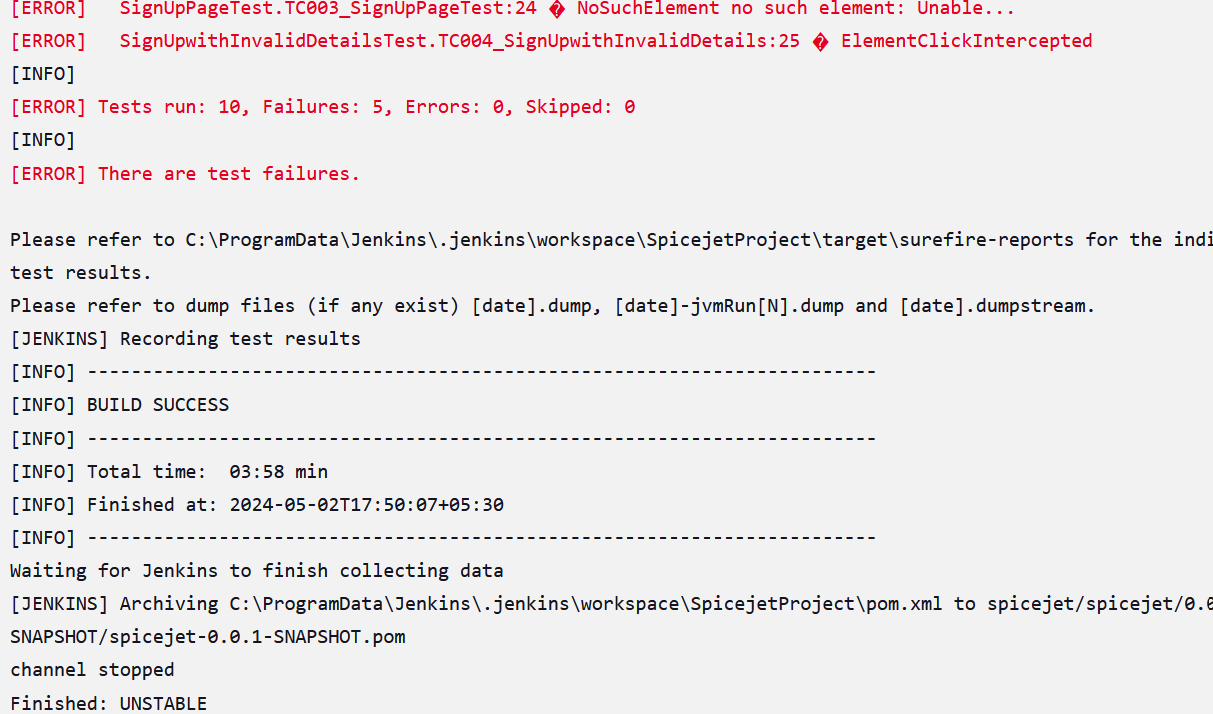 [ERROR]   SignUpPageTest.TC003_SignUpPageTest:24 � NoSuchElement no such element: Unable...
[ERROR]   SignUpwithInvalidDetailsTest.TC004_SignUpwithInvalidDetails:25 � ElementClickIntercepted
[INFO]
[ERROR] Tests run: 10, Failures: 5, Errors: 0, Skipped: 0
[INFO]
[ERROR] There are test failures.
Please refer to C:\ProgramData\Jenkins\.jenkins\workspace\SpicejetProject\target\surefire-reports for the indi
test results.
Please refer to dump files (if any exist) [date].dump, [date]-jvmRun[N].dump and [date].dumpstream.
[JENKINS] Recording test results
[INFO] ------------------------------------------------------------------------
[INFO] BUILD SUCCESS
[INFO] ------------------------------------------------------------------------
[INFO] Total time:  03:58 min
[INFO] Finished at: 2024-05-02T17:50:07+05:30
[INFO] ------------------------------------------------------------------------
Waiting for Jenkins to finish collecting data
[JENKINS] Archiving C:\ProgramData\Jenkins\.jenkins\workspace\SpicejetProject\pom.xml to spicejet/spicejet/0.0
SNAPSHOT/spicejet-0.0.1-SNAPSHOT.pom
channel stopped
Finished: UNSTABLE